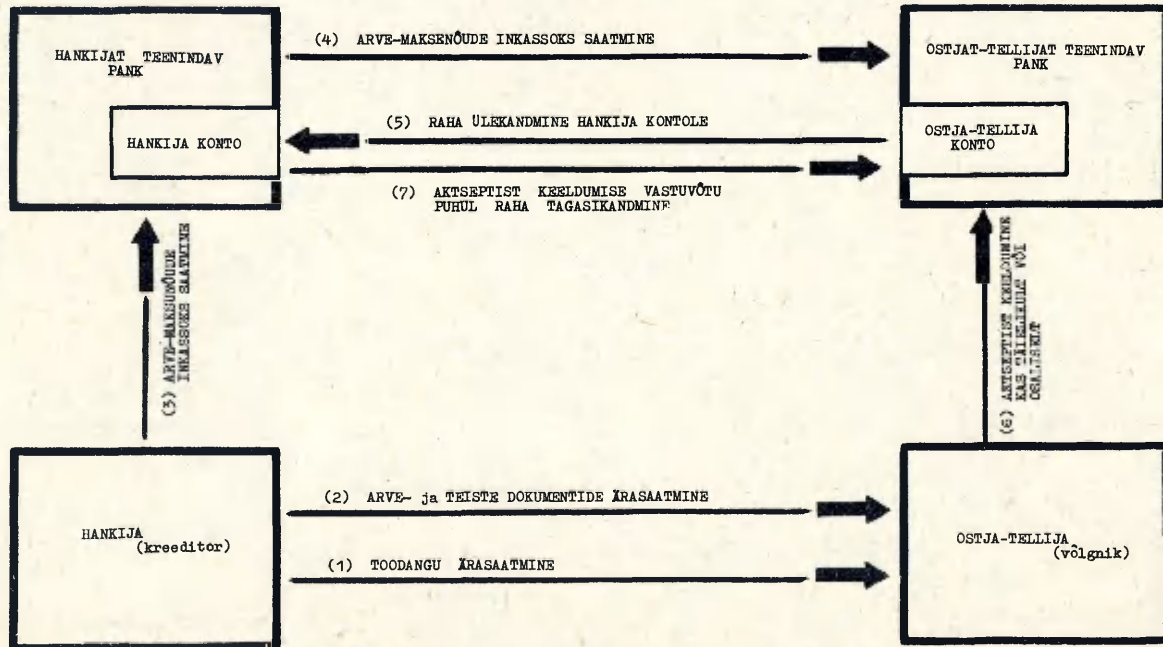 HANKIJAT TEENINDAV
PANK
HANKIJA KONTO
(4) ARVE-MAKSENÕUDE INKASSOKS SAATMINE
OSTJAT-TELLIJAT TEENINDAV
PANK
OSTJA-TELLIJA
KONTO
(5) RAHA ULEKANDMINE HANKIJA KONTOLE
(7) AKTSEPTIST KEELDUMISE VASTUVÕTU
PUHUL RAHA TAGASIKANDMINE
(3) ARVE-MAKSUNÕUDE
INKASSOKS SAATMINE
(6) AKTSEPTIST KEELDUMINE
KAS TÄIELIKULT VÕI
OSALISELT
HANKIJA
(kreeditor)
(2) ARVE- ja TEISTE DOKUMENTIDE ÄRASAATMINE
(1) TOODANGU ÄRASAATMINE
OSTJA-TELLIJA
(võlgnik)